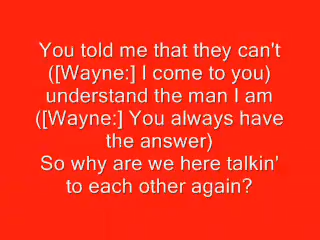 You told me that they can't
([Wayne:] I come to you)
understand the man I am
([Wayne:] You always have
the answer)
So why are we here talkin'
to each other again?